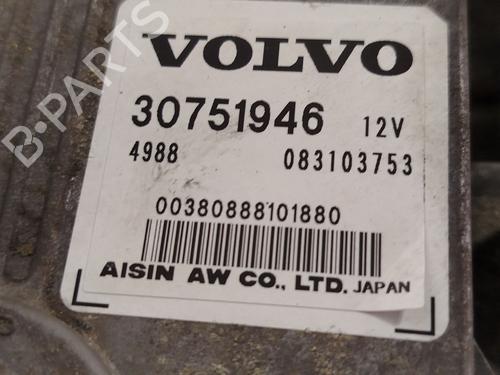 B-PARTS
VOLVO
30751946 12V
4988 083103753
00380888101880
AISIN AW CO., LTD. JAPAN